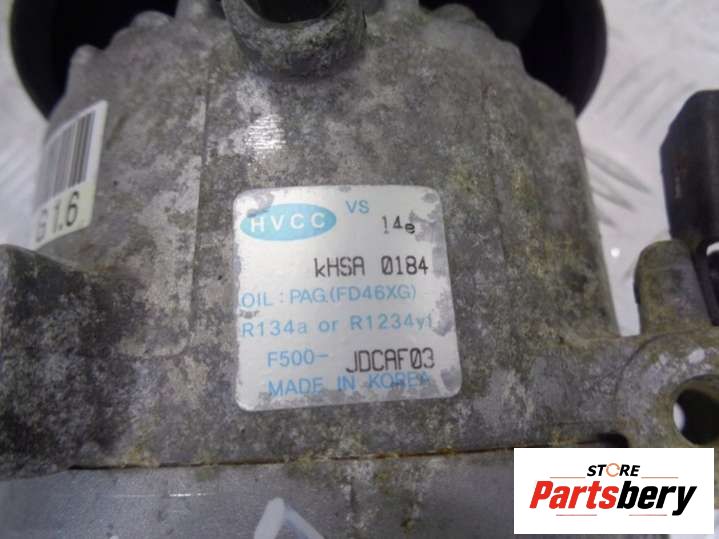 G 1.6
HVCC VS 14e
kHSA 0184
OIL : PAG (FD46XG)
R134a or R1234yf
F500- JDCAF03
MADE IN KOREA
STORE
Partsbery